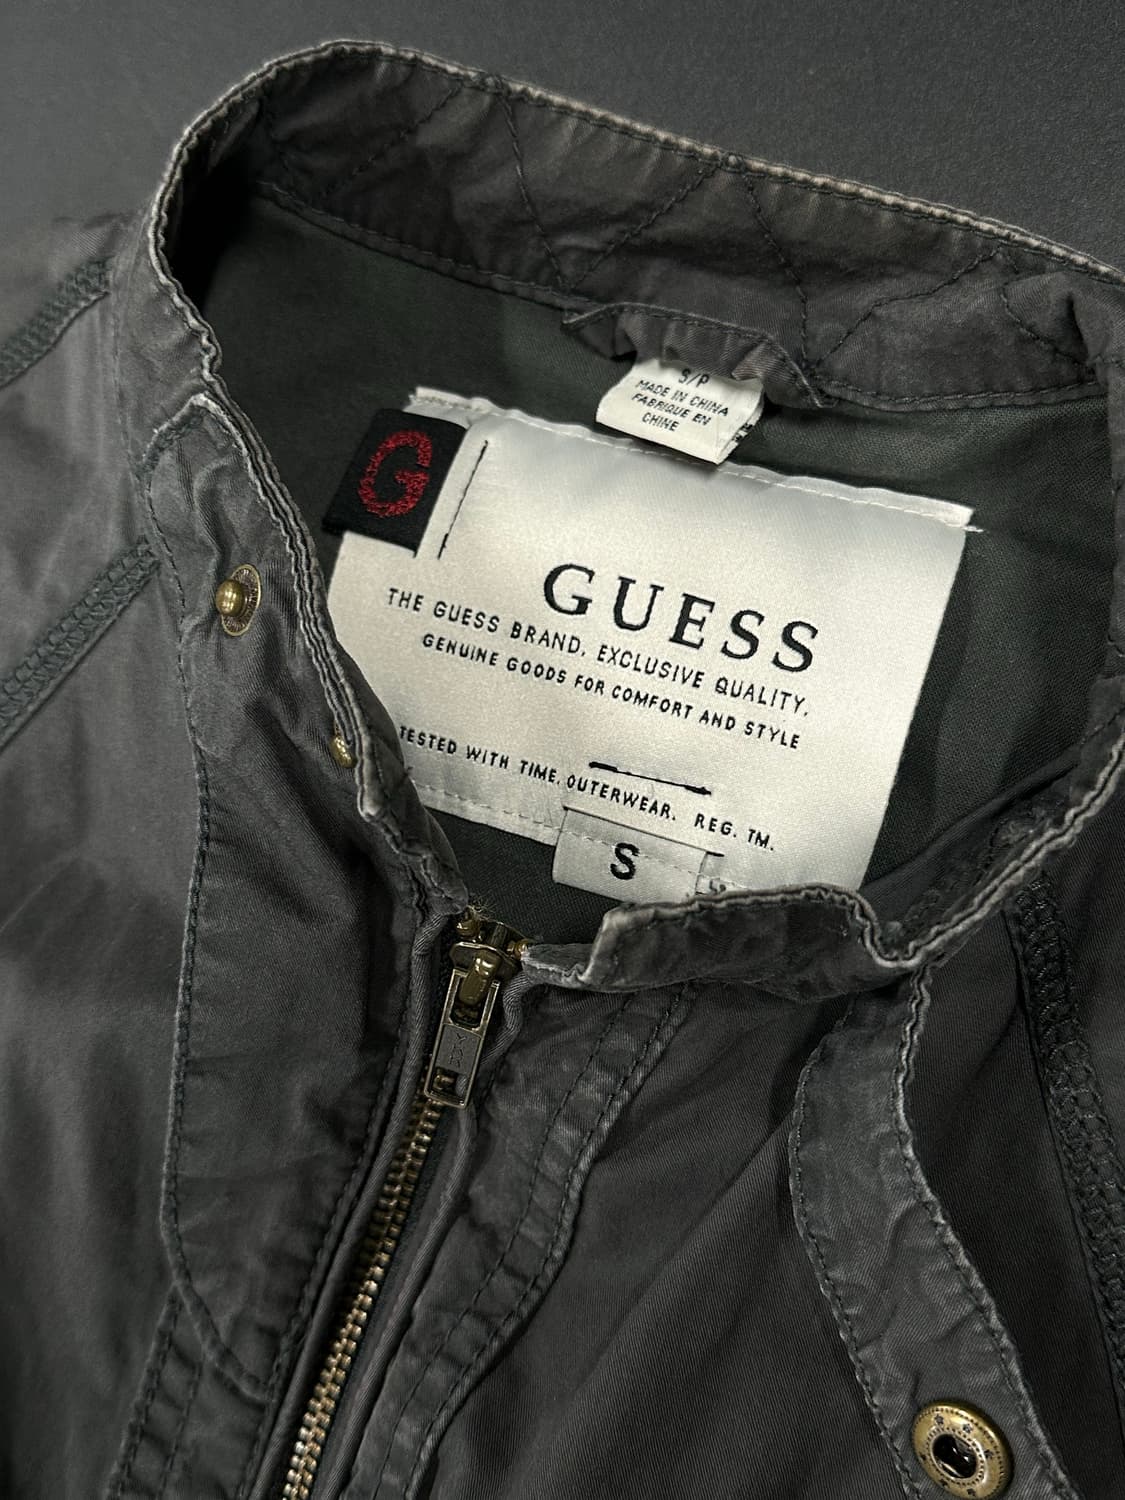 S/P
MADE IN CHINA
FABRIQUE EN
CHINE
G
GUESS
THE GUESS BRAND. EXCLUSIVE QUALITY.
GENUINE GOODS FOR COMFORT AND STYLE
TESTED WITH TIME. OUTERWEAR. REG. TM.
S